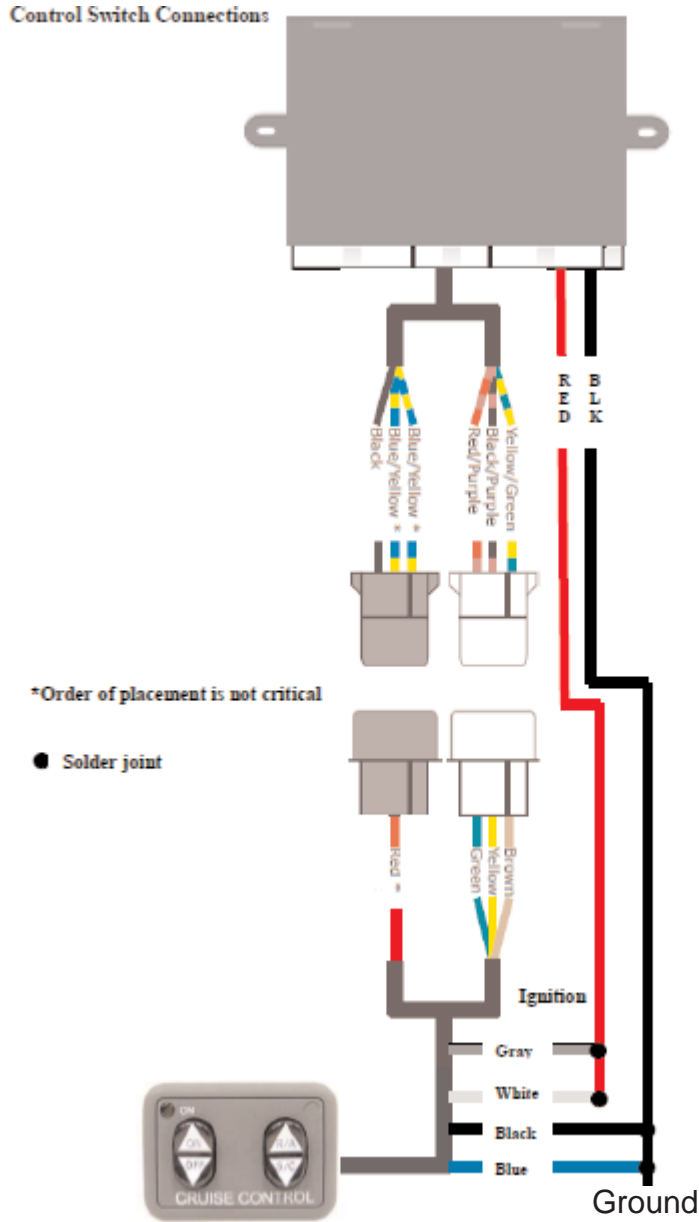 Control Switch Connections
RED
BLK
Black
Blue/Yellow *
Blue/Yellow *
Red/Purple
Black/Purple
Yellow/Green
*Order of placement is not critical
Solder joint
Red *
Green
Yellow
Brown
Ignition
Gray
White
Black
Blue
ON
ON
OFF
R/A
S/C
CRUISE CONTROL
Ground